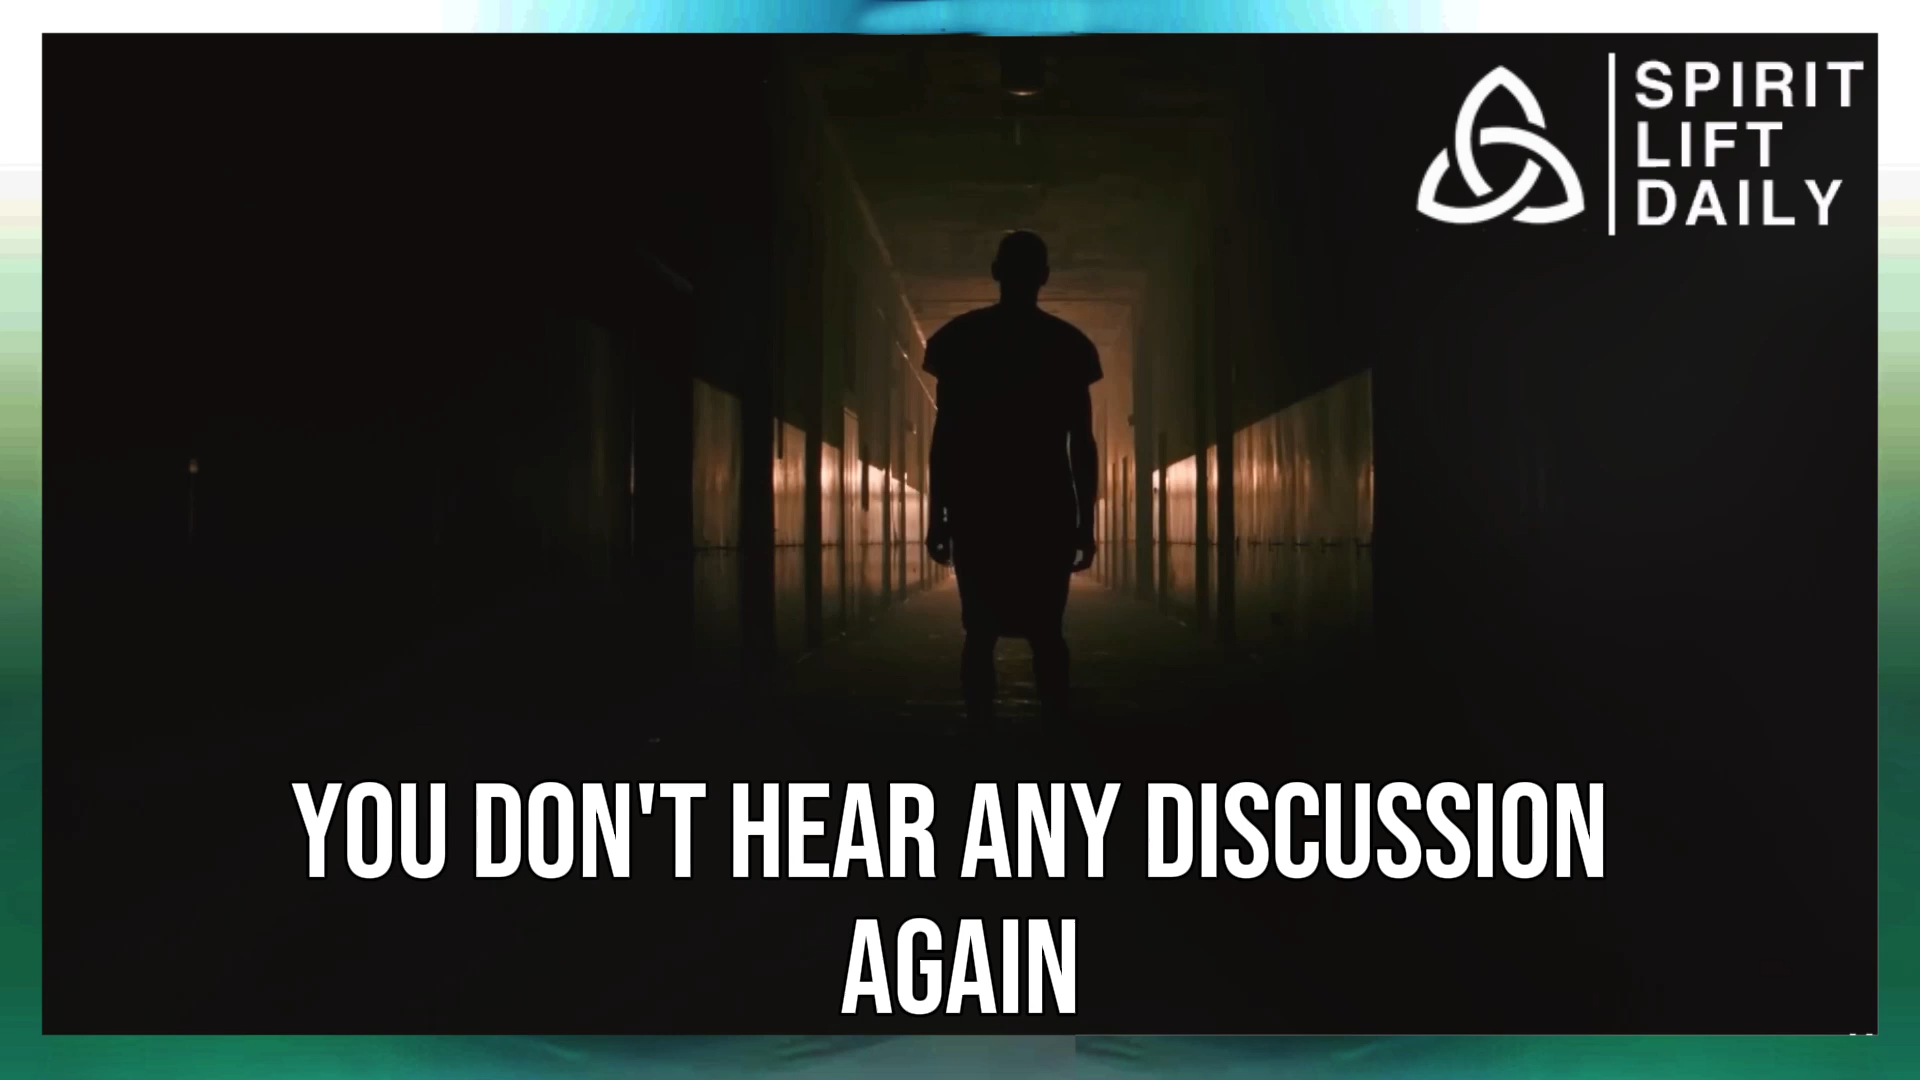 SPIRIT
LIFT
DAILY
YOU DON'T HEAR ANY DISCUSSION
AGAIN